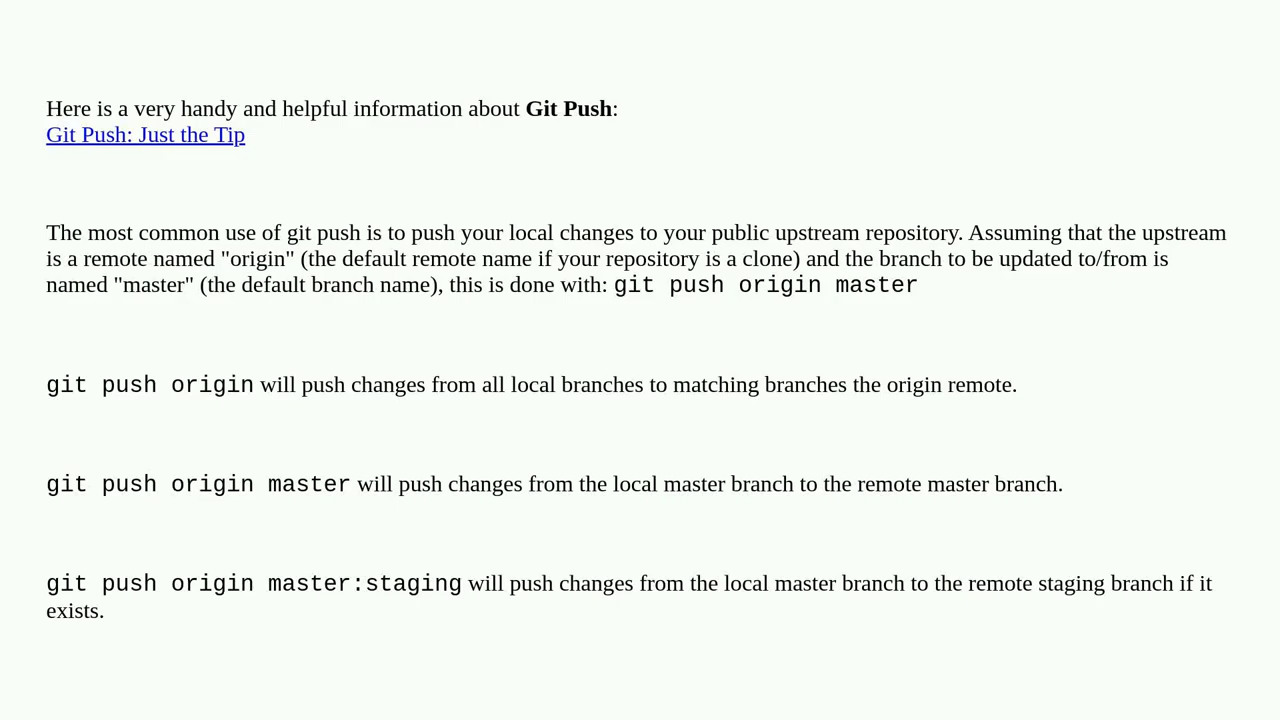 Here is a very handy and helpful information about Git Push:
Git Push: Just the Tip
The most common use of git push is to push your local changes to your public upstream repository. Assuming that the upstream
is a remote named "origin" (the default remote name if your repository is a clone) and the branch to be updated to/from is
named "master" (the default branch name), this is done with: git push origin master
git push origin will push changes from all local branches to matching branches the origin remote.
git push origin master will push changes from the local master branch to the remote master branch.
git push origin master:staging will push changes from the local master branch to the remote staging branch if it
exists.